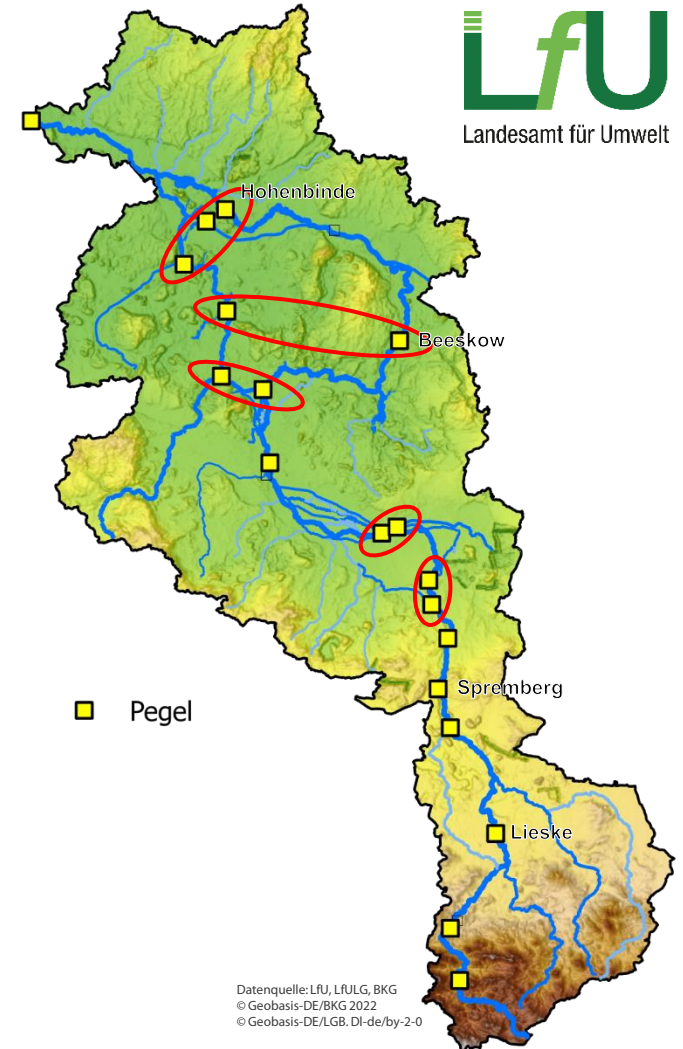 LfU
Landesamt für Umwelt
Hohenbinde
Beeskow
Spremberg
Pegel
Lieske
Datenquelle: LfU, LfULG, BKG
© Geobasis-DE/BKG 2022
© Geobasis-DE/LGB. Dl-de/by-2-0